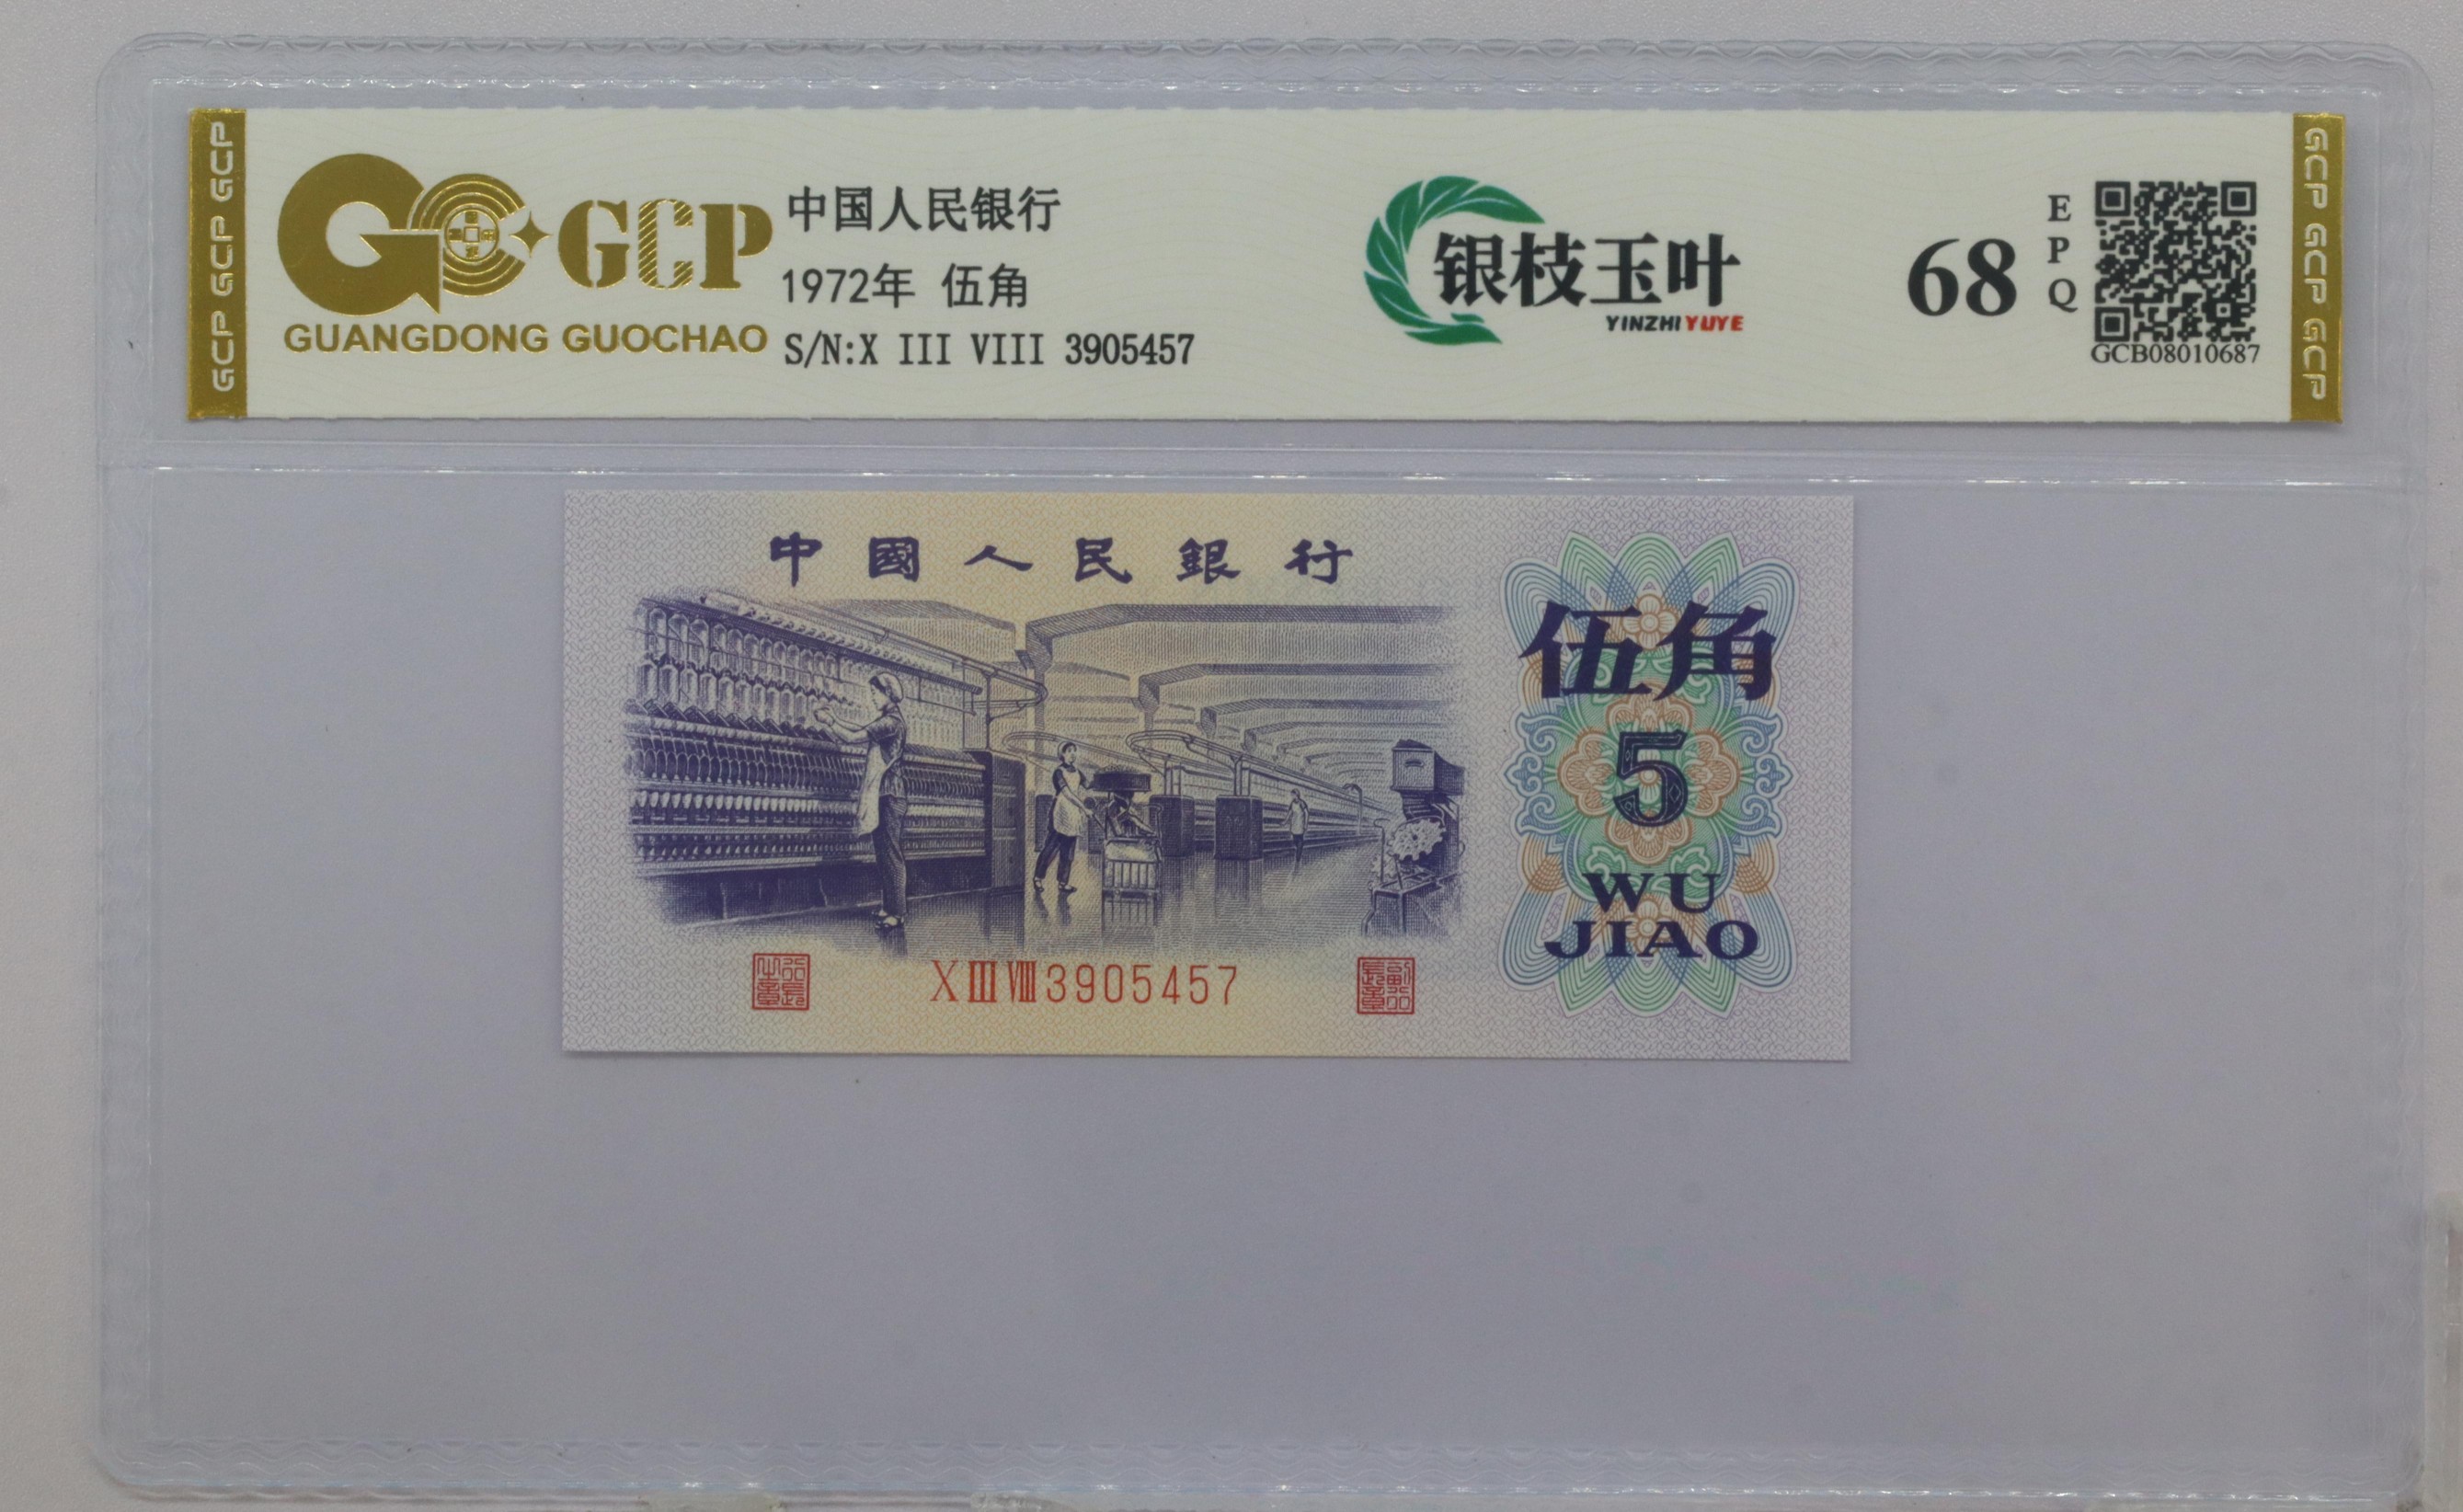 GCP GCP GCP
GCP
GUANGDONG GUOCHAO
中国人民银行
1972年 伍角
S/N:X III VIII 3905457
银枝玉叶
YINZHI YUYE
68
EPQ
GCB08010687
GCP GCP GCP
中國人民銀行
伍角
5
WU
JIAO
X III VIII 3905457